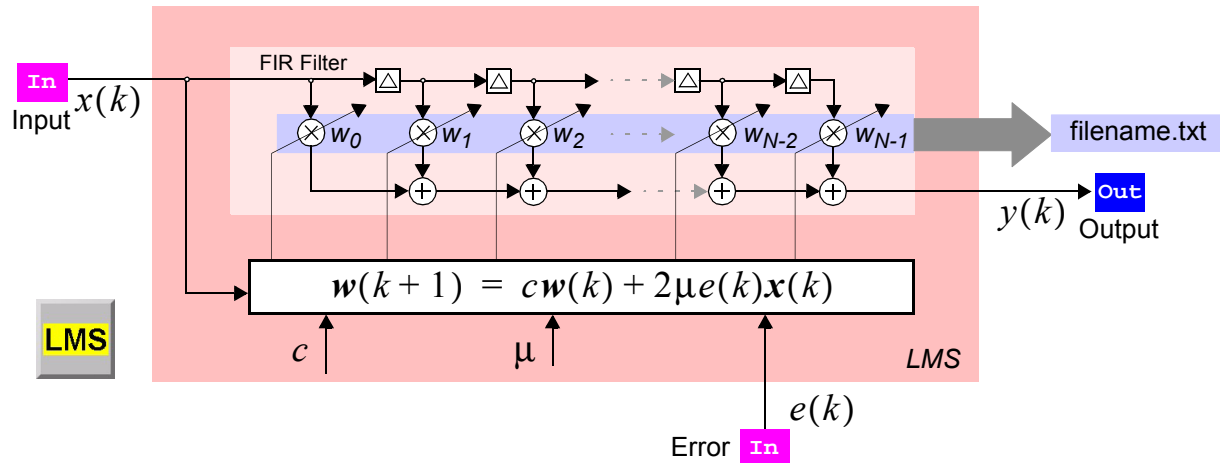 FIR Filter
In
x(k)
Input
△ △ △ △
w0 w1 w2 wN-2 wN-1
filename.txt
Out
y(k)
Output
w(k + 1) = cw(k) + 2μe(k)x(k)
LMS
c
μ
LMS
e(k)
Error In